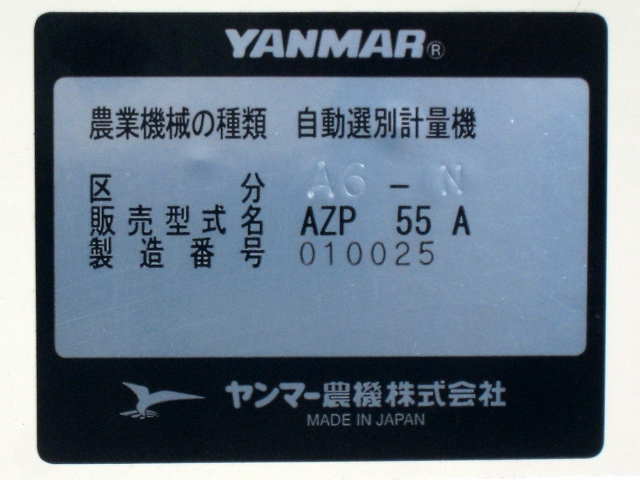 YANMAR®
農業機械の種類 自動選別計量機
区分 A6-N
販売型式名 AZP 55 A
製造番号 010025
ヤンマー農機株式会社
MADE IN JAPAN